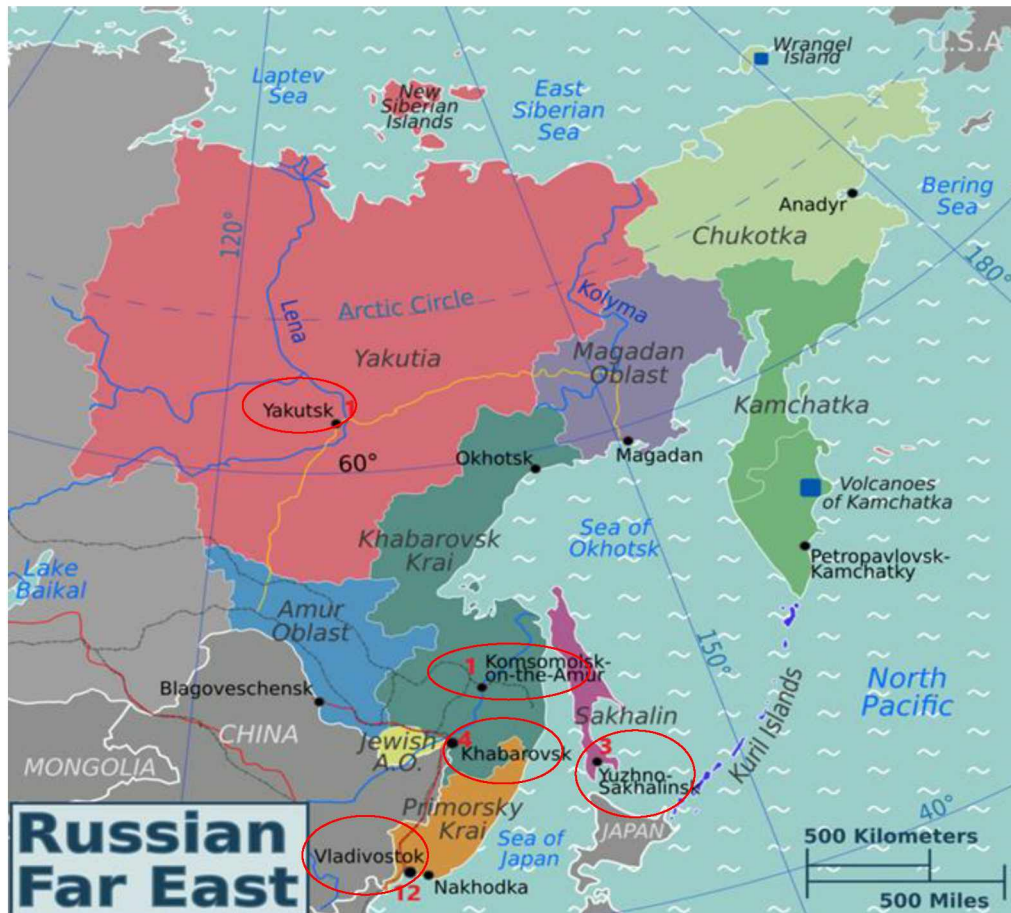 Wrangel
Island
U.S.A
Laptev
Sea
New
Siberian
Islands
East
Siberian
Sea
Bering
Sea
Anadyr
Chukotka
120°
180°
Arctic Circle
Lena
Kolyma
Yakutia
Magadan
Oblast
Kamchatka
Yakutsk 1
60°
Okhotsk
Magadan
Volcanoes
of Kamchatka
Khabarovsk
Krai
Sea of
Okhotsk
Petropavlovsk-
Kamchatky
Lake
Baikal
Amur
Oblast
150°
1 Komsomolsk-
on-the-Amur
Blagoveschensk
North
Pacific
Sakhalin
Kuril Islands
CHINA
MONGOLIA
Jewish
A.O.
4
Khabarovsk
3
Yuzhno-
Sakhalinsk
Primorsky
Krai
40°
JAPAN
Sea of
Japan
Vladivostok
12
Nakhodka
Russian
Far East
500 Kilometers
500 Miles